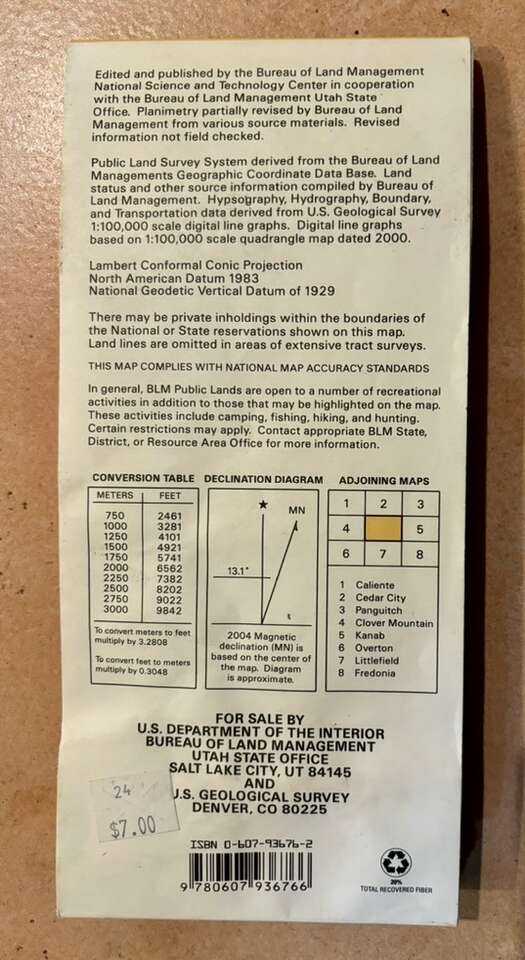 Edited and published by the Bureau of Land Management
National Science and Technology Center in cooperation
with the Bureau of Land Management Utah State
Office. Planimetry partially revised by Bureau of Land
Management from various source materials. Revised
information not field checked.
Public Land Survey System derived from the Bureau of Land
Managements Geographic Coordinate Data Base. Land
status and other source information compiled by Bureau of
Land Management. Hypsography, Hydrography, Boundary,
and Transportation data derived from U.S. Geological Survey
1:100,000 scale digital line graphs. Digital line graphs
based on 1:100,000 scale quadrangle map dated 2000.
Lambert Conformal Conic Projection
North American Datum 1983
National Geodetic Vertical Datum of 1929
There may be private inholdings within the boundaries of
the National or State reservations shown on this map.
Land lines are omitted in areas of extensive tract surveys.
THIS MAP COMPLIES WITH NATIONAL MAP ACCURACY STANDARDS
In general, BLM Public Lands are open to a number of recreational
activities in addition to those that may be highlighted on the map.
These activities include camping, fishing, hiking, and hunting.
Certain restrictions may apply. Contact appropriate BLM State,
District, or Resource Area Office for more information.
CONVERSION TABLE
METERS FEET
750 2461
1000 3281
1250 4101
1500 4921
1750 5741
2000 6562
2250 7382
2500 8202
2750 9022
3000 9842
To convert meters to feet
multiply by 3.2808
To convert feet to meters
multiply by 0.3048
DECLINATION DIAGRAM
MN
13.1°
2004 Magnetic
declination (MN) is
based on the center of
the map. Diagram
is approximate.
ADJOINING MAPS
1 2 3
4 5
6 7 8
1 Caliente
2 Cedar City
3 Panguitch
4 Clover Mountain
5 Kanab
6 Overton
7 Littlefield
8 Fredonia
FOR SALE BY
U.S. DEPARTMENT OF THE INTERIOR
BUREAU OF LAND MANAGEMENT
UTAH STATE OFFICE
SALT LAKE CITY, UT 84145
AND
U.S. GEOLOGICAL SURVEY
DENVER, CO 80225
24
$7.00
ISBN 0-607-93676-2
9 780607 936766
20%
TOTAL RECOVERED FIBER